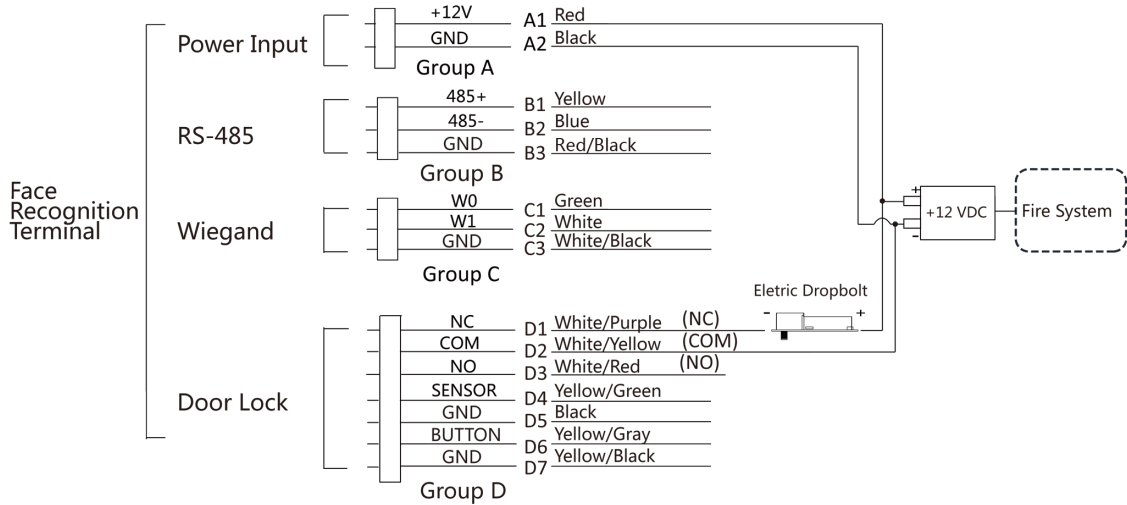 Face
Recognition
Terminal
Power Input
+12V
A1 Red
GND
A2 Black
Group A
RS-485
485+
B1 Yellow
485-
B2 Blue
GND
B3 Red/Black
Group B
Wiegand
W0
C1 Green
W1
C2 White
GND
C3 White/Black
Group C
Door Lock
NC
D1 White/Purple (NC)
COM
D2 White/Yellow (COM)
NO
D3 White/Red (NO)
SENSOR
D4 Yellow/Green
GND
D5 Black
BUTTON
D6 Yellow/Gray
GND
D7 Yellow/Black
Group D
Eletric Dropbolt
- +
+
+12 VDC
-
Fire System